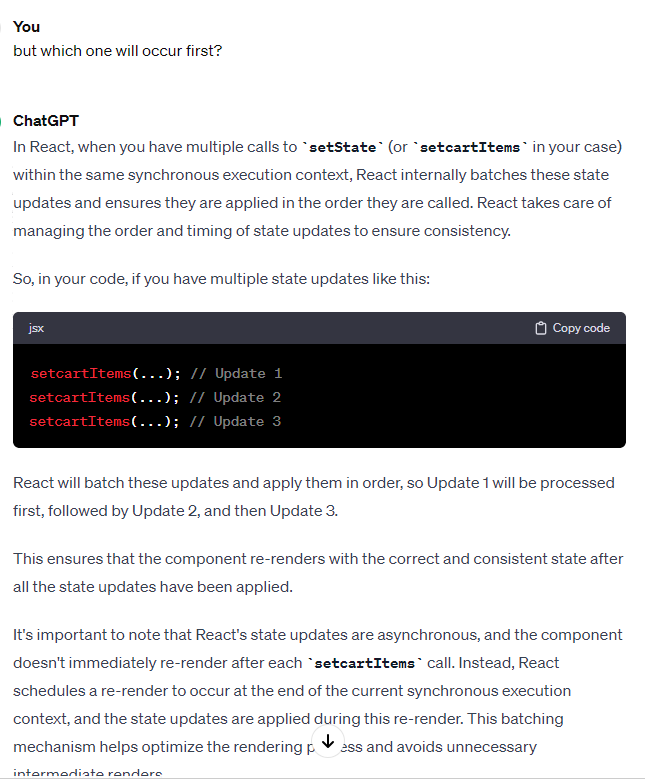 You
but which one will occur first?
ChatGPT
In React, when you have multiple calls to `setState` (or `setcartItems` in your case)
within the same synchronous execution context, React internally batches these state
updates and ensures they are applied in the order they are called. React takes care of
managing the order and timing of state updates to ensure consistency.
So, in your code, if you have multiple state updates like this:
jsx
Copy code
setcartItems(...); // Update 1
setcartItems(...); // Update 2
setcartItems(...); // Update 3
React will batch these updates and apply them in order, so Update 1 will be processed
first, followed by Update 2, and then Update 3.
This ensures that the component re-renders with the correct and consistent state after
all the state updates have been applied.
It's important to note that React's state updates are asynchronous, and the component
doesn't immediately re-render after each `setcartItems` call. Instead, React
schedules a re-render to occur at the end of the current synchronous execution
context, and the state updates are applied during this re-render. This batching
mechanism helps optimize the rendering and avoids unnecessary
intermediate renders.